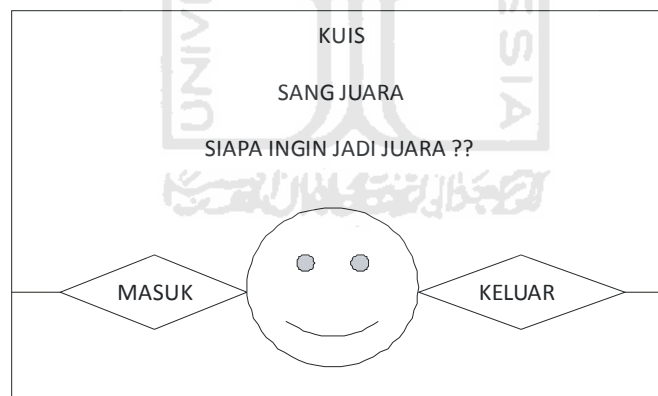 KUIS
SANG JUARA
SIAPA INGIN JADI JUARA ??
MASUK
KELUAR